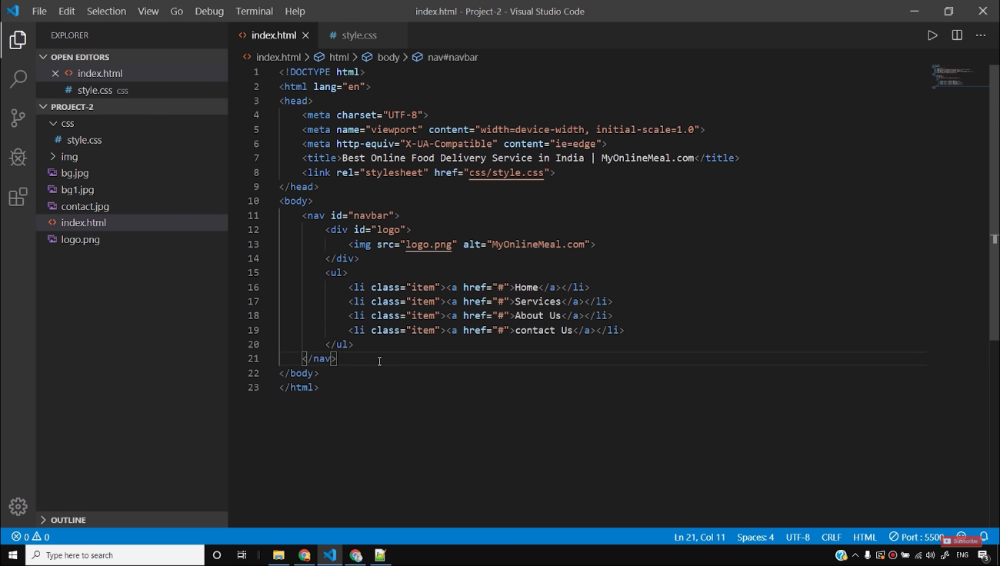 File Edit Selection View Go Debug Terminal Help
index.html - Project-2 - Visual Studio Code
EXPLORER
OPEN EDITORS
index.html
style.css css
PROJECT-2
css
style.css
img
bg.jpg
bg1.jpg
contact.jpg
index.html
logo.png
OUTLINE
index.html
style.css
index.html > html > body > nav#navbar
1 <!DOCTYPE html>
2 <html lang="en">
3 <head>
4 <meta charset="UTF-8">
5 <meta name="viewport" content="width=device-width, initial-scale=1.0">
6 <meta http-equiv="X-UA-Compatible" content="ie=edge">
7 <title>Best Online Food Delivery Service in India | MyOnlineMeal.com</title>
8 <link rel="stylesheet" href="css/style.css">
9 </head>
10 <body>
11 <nav id="navbar">
12 <div id="logo">
13 <img src="logo.png" alt="MyOnlineMeal.com">
14 </div>
15 <ul>
16 <li class="item"><a href="#">Home</a></li>
17 <li class="item"><a href="#">Services</a></li>
18 <li class="item"><a href="#">About Us</a></li>
19 <li class="item"><a href="#">contact Us</a></li>
20 </ul>
21 </nav>
22 </body>
23 </html>
0 0
Ln 21, Col 11 Spaces: 4 UTF-8 CRLF HTML Port : 5500
Subscribe
Type here to search
ENG
3